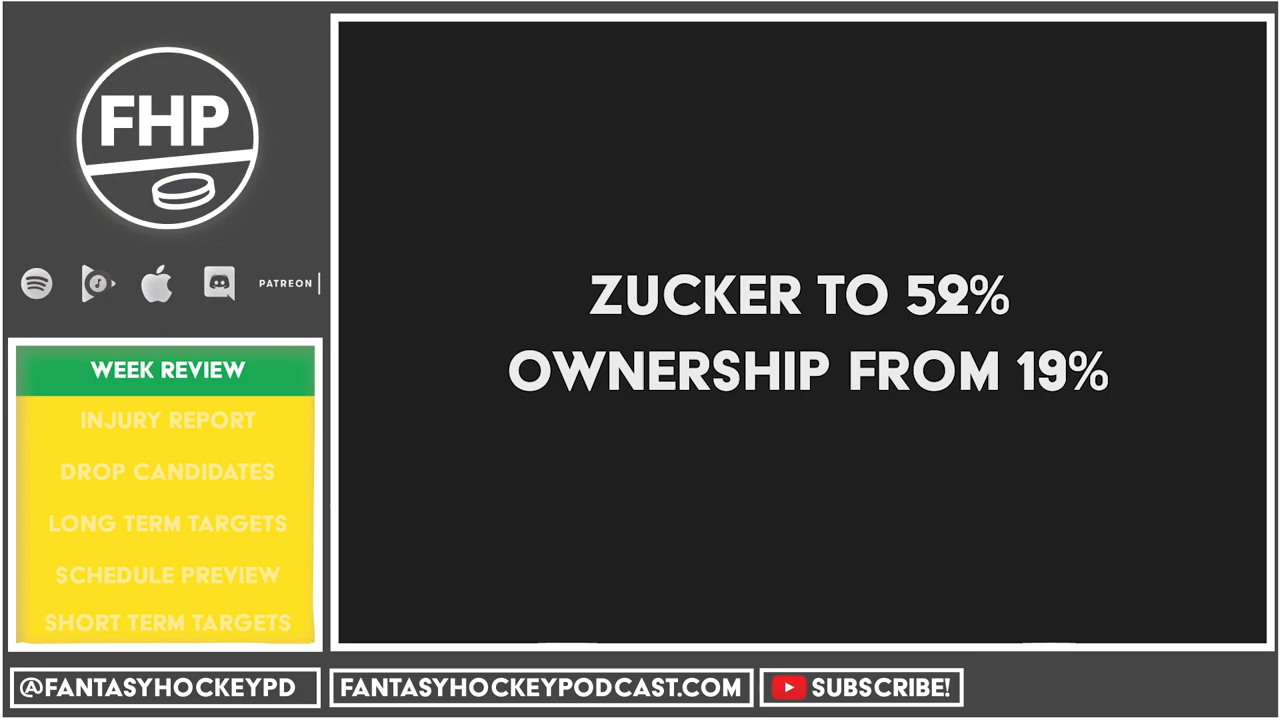 FHP
PATREON
WEEK REVIEW
INJURY REPORT
DROP CANDIDATES
LONG TERM TARGETS
SCHEDULE PREVIEW
SHORT TERM TARGETS
ZUCKER TO 52%
OWNERSHIP FROM 19%
@FANTASYHOCKEYPD
FANTASYHOCKEYPODCAST.COM
SUBSCRIBE!